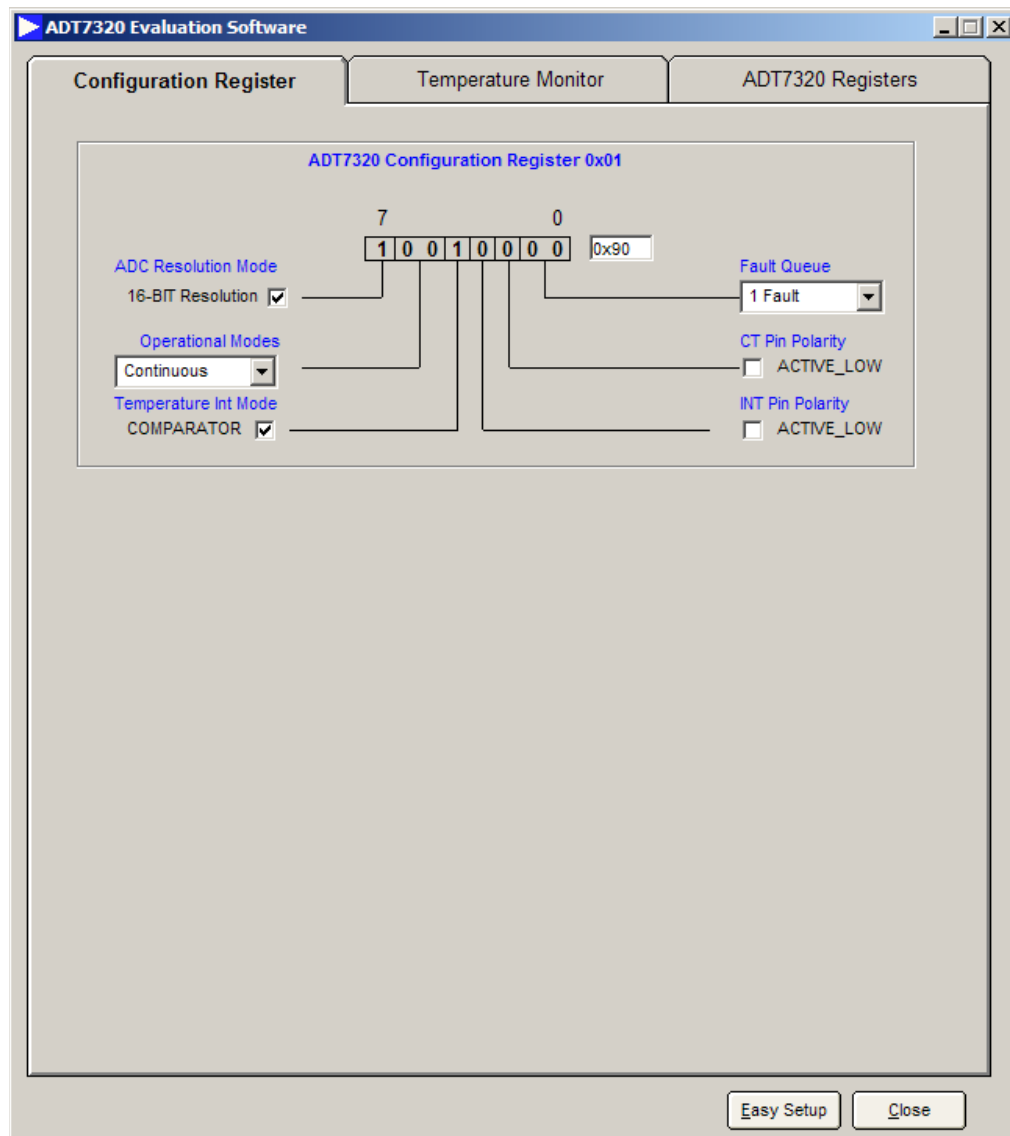 ADT7320 Evaluation Software
Configuration Register
Temperature Monitor
ADT7320 Registers
ADT7320 Configuration Register 0x01
7 0
1 0 0 1 0 0 0 0 0x90
ADC Resolution Mode
16-BIT Resolution
Operational Modes
Continuous
Temperature Int Mode
COMPARATOR
Fault Queue
1 Fault
CT Pin Polarity
ACTIVE_LOW
INT Pin Polarity
ACTIVE_LOW
Easy Setup
Close